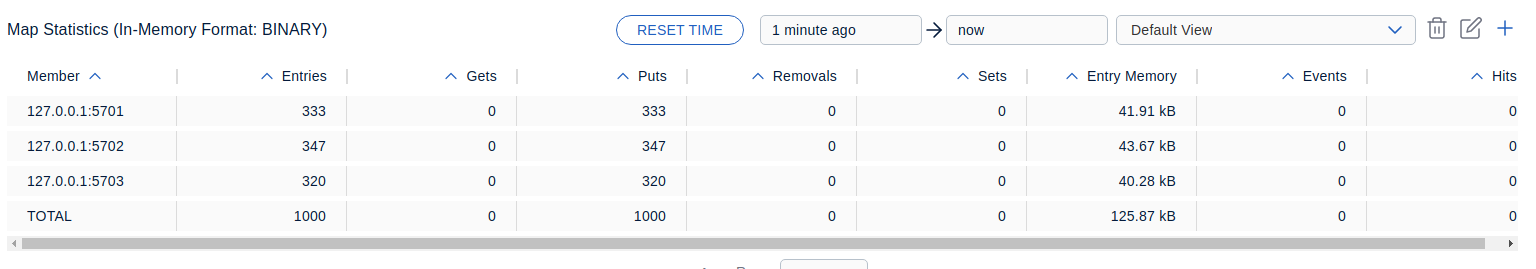 Map Statistics (In-Memory Format: BINARY) RESET TIME 1 minute ago now Default View
Member Entries Gets Puts Removals Sets Entry Memory Events Hits
127.0.0.1:5701 333 0 333 0 0 41.91 kB 0 0
127.0.0.1:5702 347 0 347 0 0 43.67 kB 0 0
127.0.0.1:5703 320 0 320 0 0 40.28 kB 0 0
TOTAL 1000 0 1000 0 0 125.87 kB 0 0